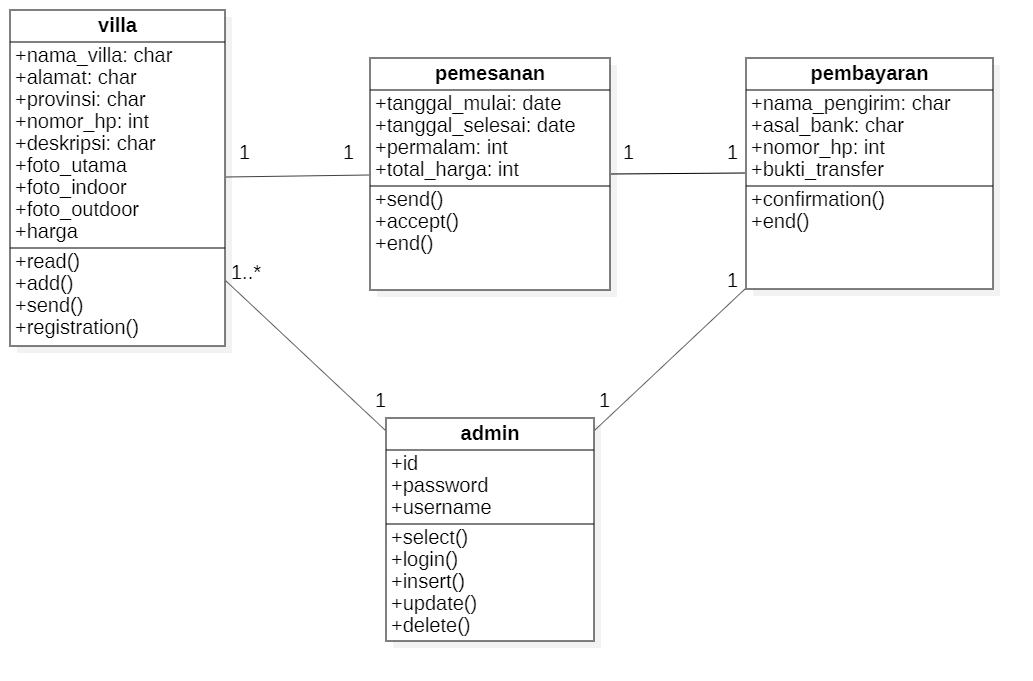 villa
+nama_villa: char
+alamat: char
+provinsi: char
+nomor_hp: int
+deskripsi: char
+foto_utama
+foto_indoor
+foto_outdoor
+harga
+read()
+add()
+send()
+registration()
1
1
pemesanan
+tanggal_mulai: date
+tanggal_selesai: date
+permalam: int
+total_harga: int
+send()
+accept()
+end()
1
1
pembayaran
+nama_pengirim: char
+asal_bank: char
+nomor_hp: int
+bukti_transfer
+confirmation()
+end()
1..*
1
1
1
admin
+id
+password
+username
+select()
+login()
+insert()
+update()
+delete()